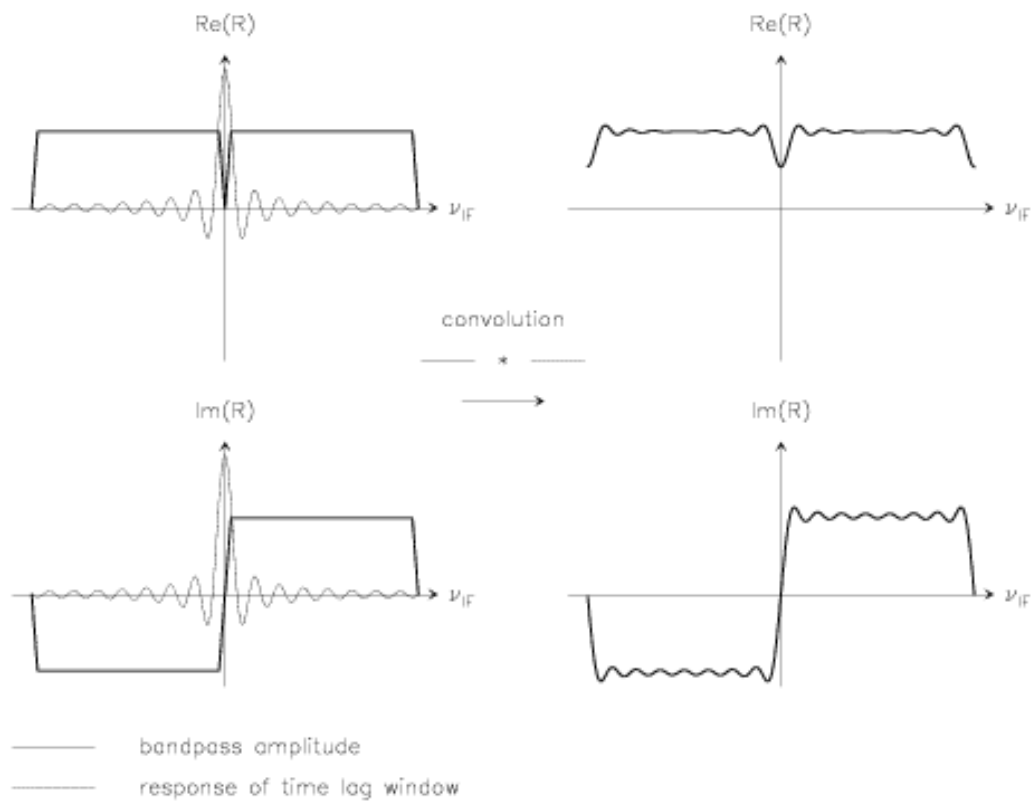 Re(R)
Re(R)
ν_IF
ν_IF
convolution
*
Im(R)
Im(R)
ν_IF
ν_IF
bandpass amplitude
response of time lag window